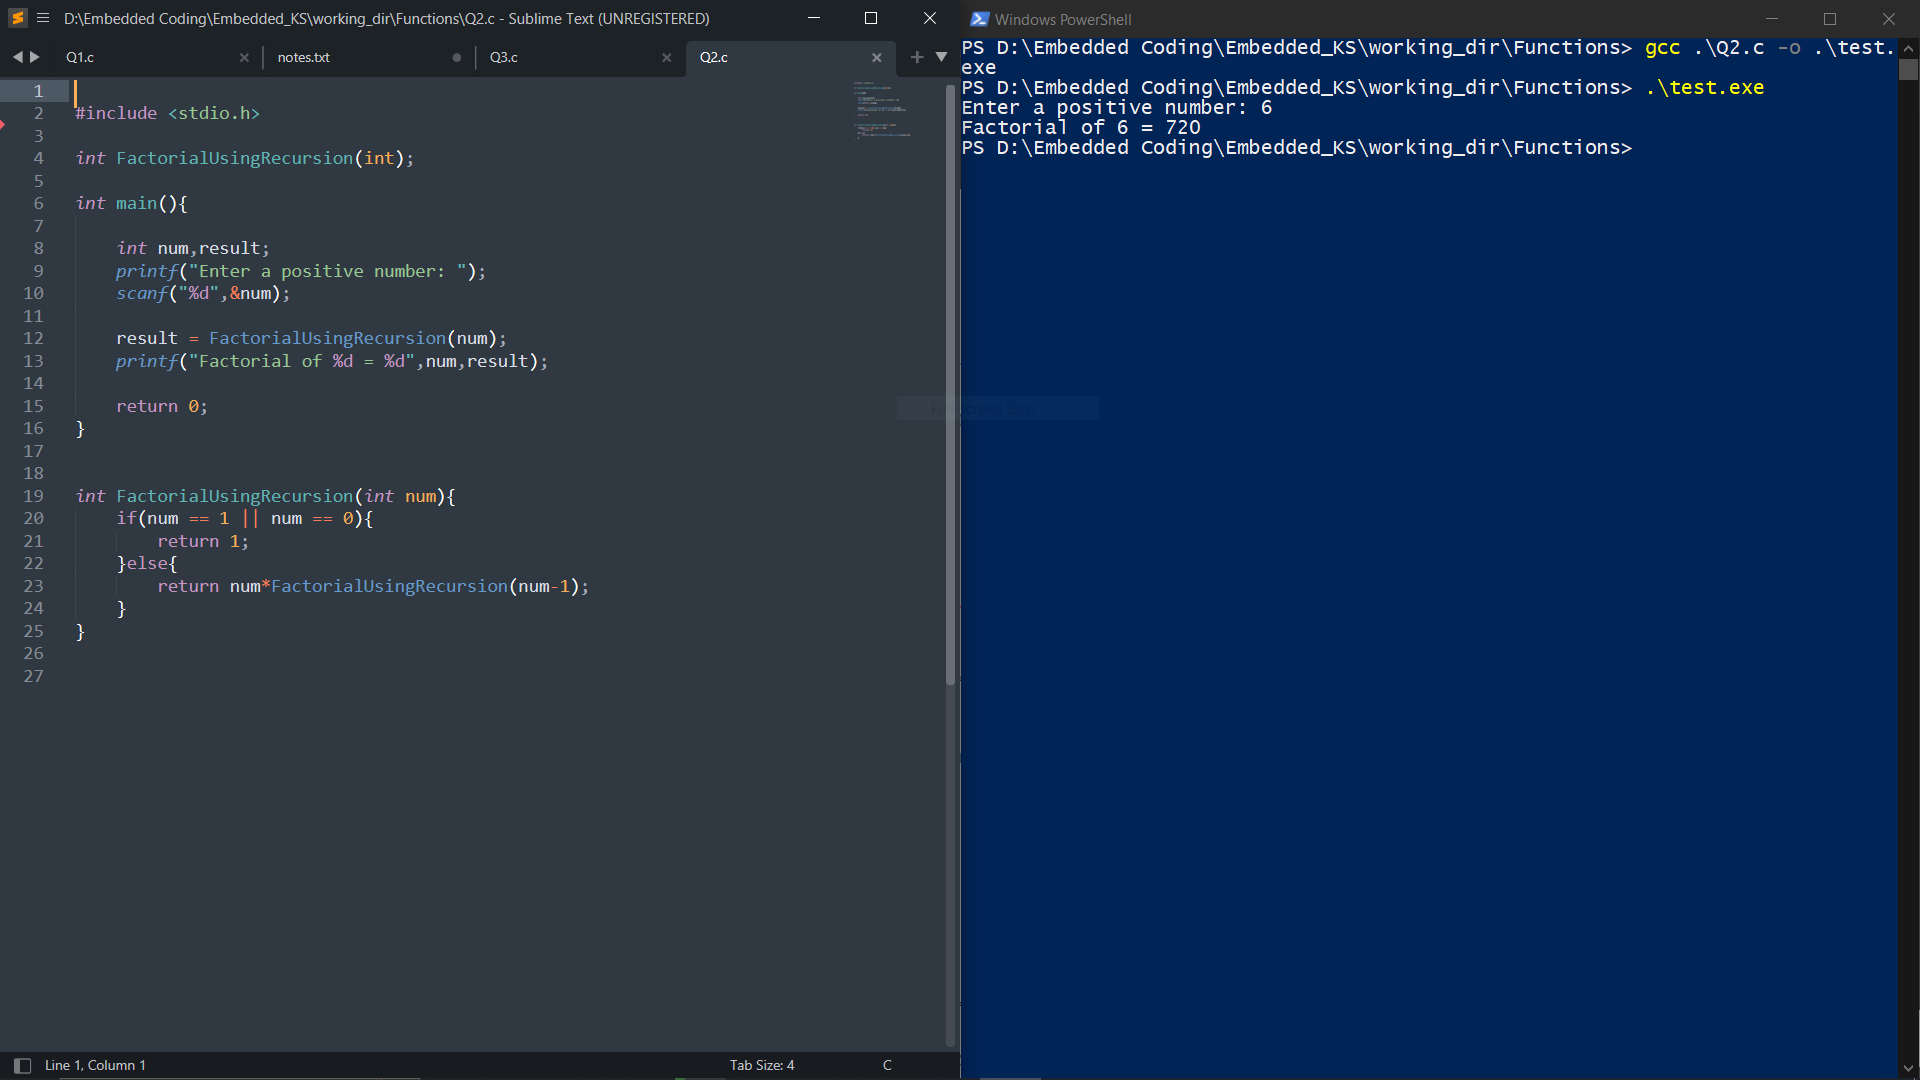 D:\Embedded Coding\Embedded_KS\working_dir\Functions\Q2.c - Sublime Text (UNREGISTERED)
Q1.c
notes.txt
Q3.c
Q2.c
1
2 #include <stdio.h>
3
4 int FactorialUsingRecursion(int);
5
6 int main(){
7
8 int num,result;
9 printf("Enter a positive number: ");
10 scanf("%d",&num);
11
12 result = FactorialUsingRecursion(num);
13 printf("Factorial of %d = %d",num,result);
14
15 return 0;
16 }
17
18
19 int FactorialUsingRecursion(int num){
20 if(num == 1 || num == 0){
21 return 1;
22 }else{
23 return num*FactorialUsingRecursion(num-1);
24 }
25 }
26
27
Line 1, Column 1
Tab Size: 4
C
Windows PowerShell
PS D:\Embedded Coding\Embedded_KS\working_dir\Functions> gcc .\Q2.c -o .\test.
exe
PS D:\Embedded Coding\Embedded_KS\working_dir\Functions> .\test.exe
Enter a positive number: 6
Factorial of 6 = 720
PS D:\Embedded Coding\Embedded_KS\working_dir\Functions>